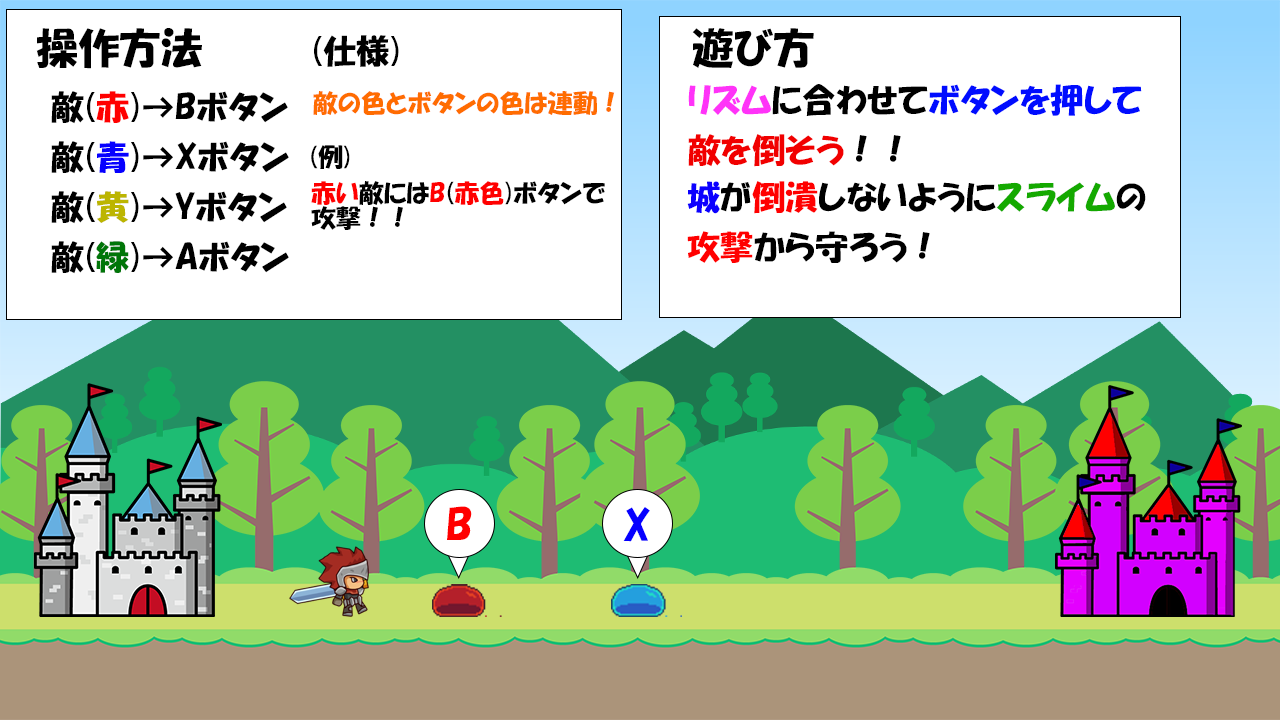 操作方法 (仕様)
敵(赤)→Bボタン 敵の色とボタンの色は連動！
敵(青)→Xボタン (例)
敵(黄)→Yボタン 赤い敵にはB(赤色)ボタンで
攻撃！！
敵(緑)→Aボタン
遊び方
リズムに合わせてボタンを押して
敵を倒そう！！
城が倒潰しないようにスライムの
攻撃から守ろう！
B
X